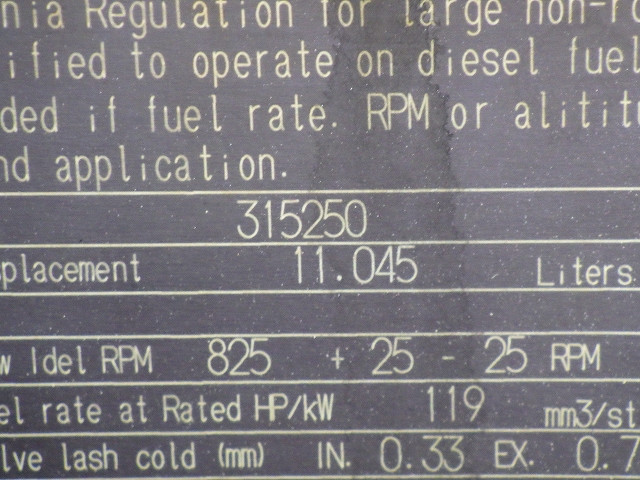 nia Regulation for large non-ro
ified to operate on diesel fuel
ded if fuel rate. RPM or alitit
nd application.
315250
placement 11.045 Liters
w Idel RPM 825 + 25 - 25 RPM
el rate at Rated HP/kW 119 mm3/st
lve lash cold (mm) IN. 0.33 EX. 0.7